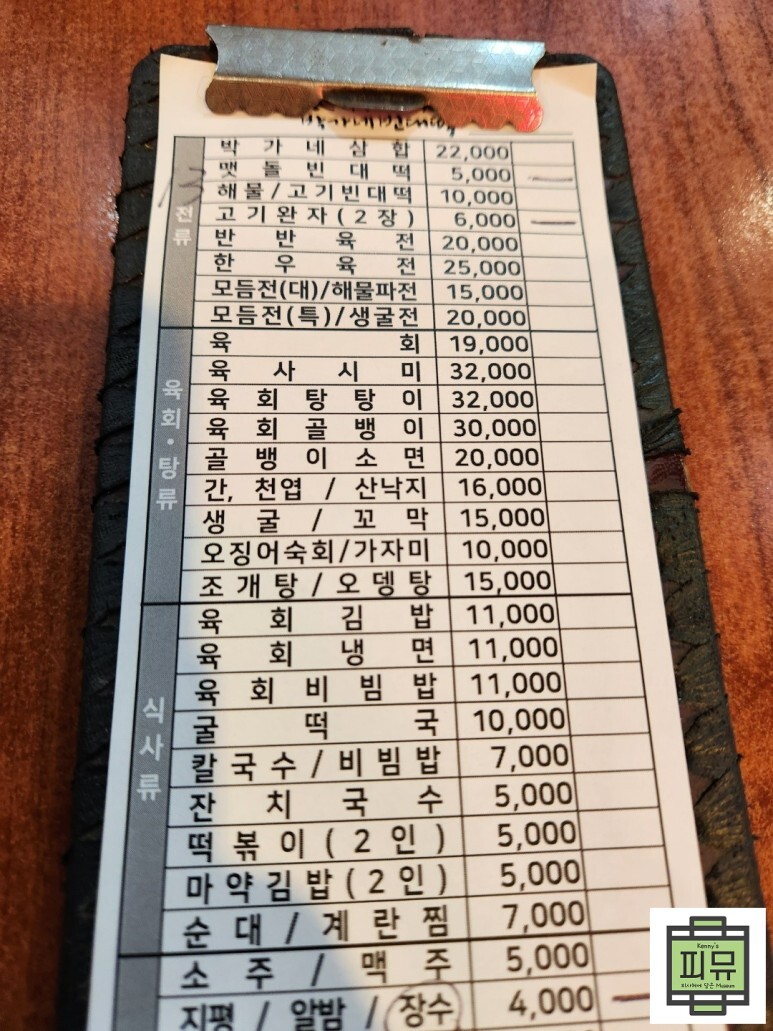 박가네빈대떡
13
전류
박가네삼합 22,000
맷돌빈대떡 5,000
해물/고기빈대떡 10,000
고기완자(2장) 6,000
반반육전 20,000
한우육전 25,000
모듬전(대)/해물파전 15,000
모듬전(특)/생굴전 20,000
육회·탕류
육회 19,000
육사시미 32,000
육회탕탕이 32,000
육회골뱅이 30,000
골뱅이소면 20,000
간, 천엽 / 산낙지 16,000
생굴 / 꼬막 15,000
오징어숙회/가자미 10,000
조개탕/오뎅탕 15,000
식사류
육회김밥 11,000
육회냉면 11,000
육회비빔밥 11,000
굴떡국 10,000
칼국수/비빔밥 7,000
잔치국수 5,000
떡볶이(2인) 5,000
마약김밥(2인) 5,000
순대/계란찜 7,000
소주/맥주 5,000
지평/알밤/장수 4,000
Kenny's
피뮤